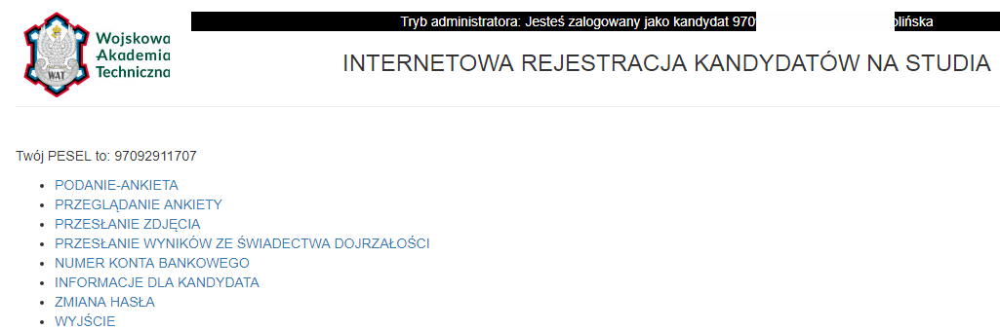 Wojskowa
Akademia
Techniczna
WAT
Tryb administratora: Jesteś zalogowany jako kandydat 970
olińska
INTERNETOWA REJESTRACJA KANDYDATÓW NA STUDIA
Twój PESEL to: 97092911707
PODANIE-ANKIETA
PRZEGLĄDANIE ANKIETY
PRZESŁANIE ZDJĘCIA
PRZESŁANIE WYNIKÓW ZE ŚWIADECTWA DOJRZAŁOŚCI
NUMER KONTA BANKOWEGO
INFORMACJE DLA KANDYDATA
ZMIANA HASŁA
WYJŚCIE